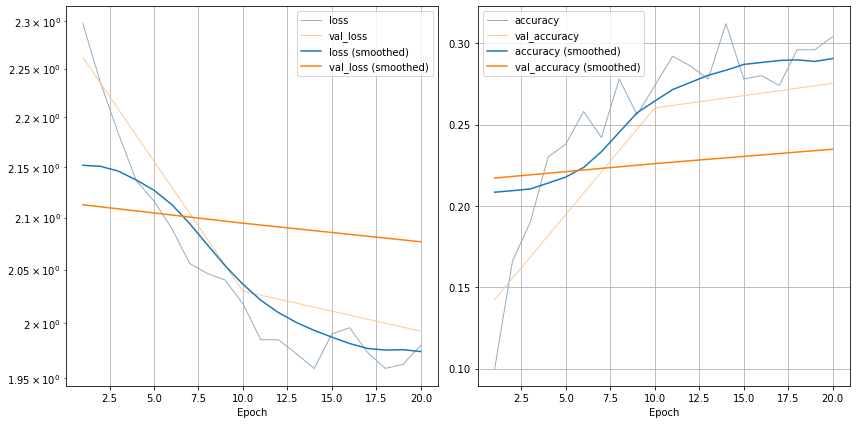 2.3 × 10⁰
2.25 × 10⁰
2.2 × 10⁰
2.15 × 10⁰
2.1 × 10⁰
2.05 × 10⁰
2 × 10⁰
1.95 × 10⁰
loss
val_loss
loss (smoothed)
val_loss (smoothed)
2.5 5.0 7.5 10.0 12.5 15.0 17.5 20.0
Epoch
0.30
0.25
0.20
0.15
0.10
accuracy
val_accuracy
accuracy (smoothed)
val_accuracy (smoothed)
2.5 5.0 7.5 10.0 12.5 15.0 17.5 20.0
Epoch